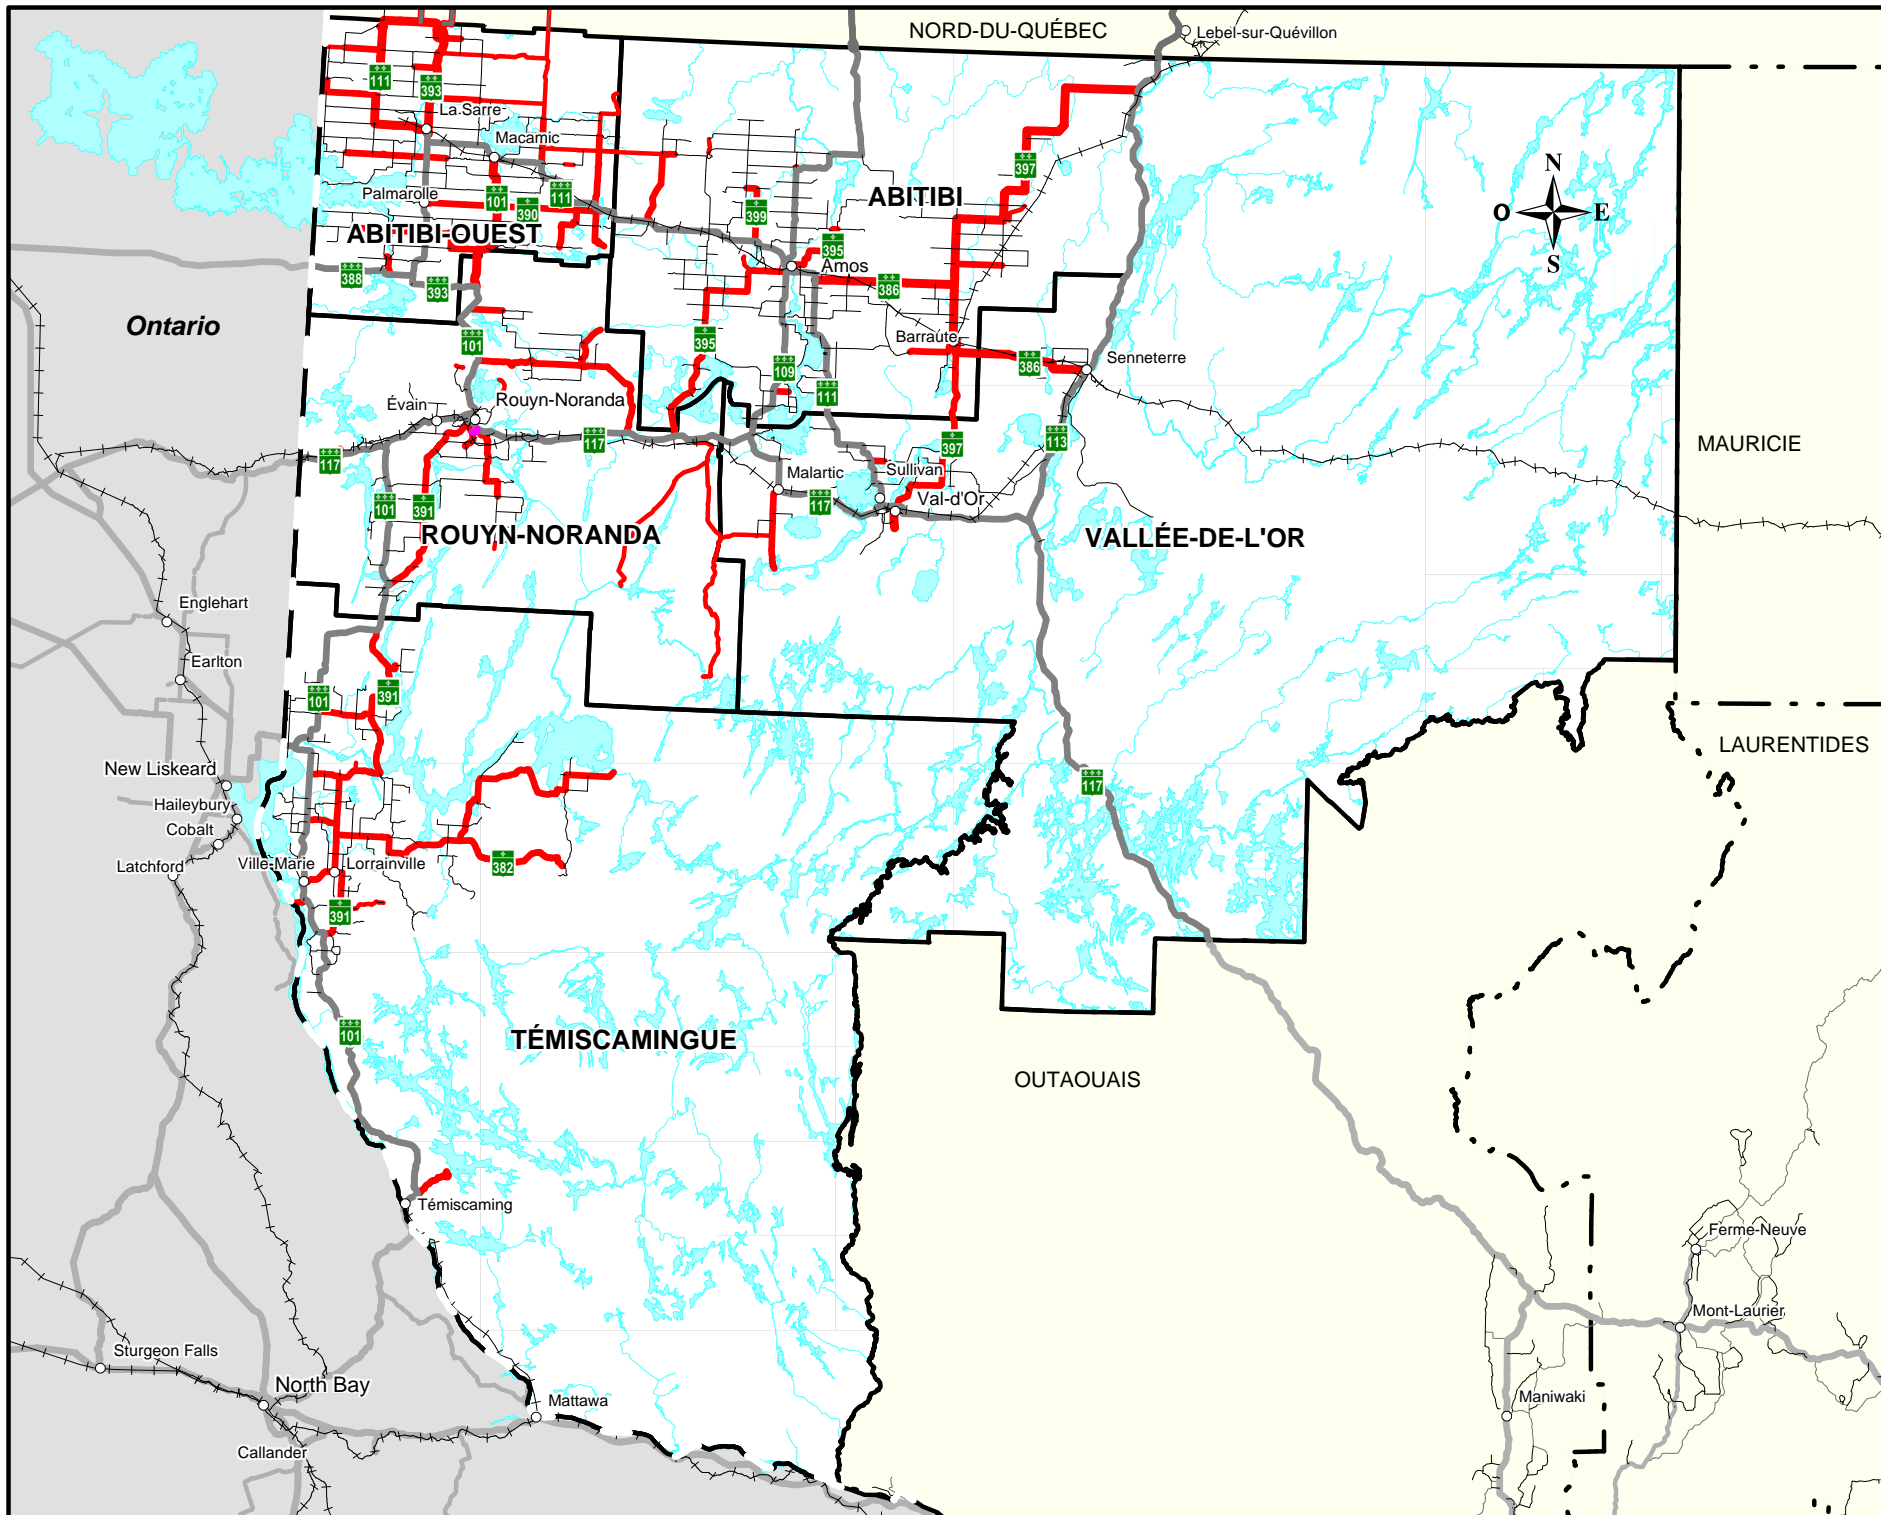 NORD-DU-QUÉBEC
Lebel-sur-Quévillon
111
393
La Sarre
Macamic
397
N
O
E
S
Palmarolle
101
390
111
399
ABITIBI
ABITIBI-OUEST
395
Amos
388
393
386
Ontario
101
395
Barraute
386
Senneterre
109
111
Évain
Rouyn-Noranda
117
117
397
113
MAURICIE
Malartic
Sullivan
117
Val-d'Or
101
391
ROUYN-NORANDA
VALLÉE-DE-L'OR
Englehart
Earlton
101
391
LAURENTIDES
New Liskeard
117
Haileybury
Cobalt
Latchford
Ville-Marie
Lorrainville
382
391
101
TÉMISCAMINGUE
OUTAOUAIS
Témiscaming
Ferme-Neuve
Mont-Laurier
Sturgeon Falls
North Bay
Mattawa
Maniwaki
Callander